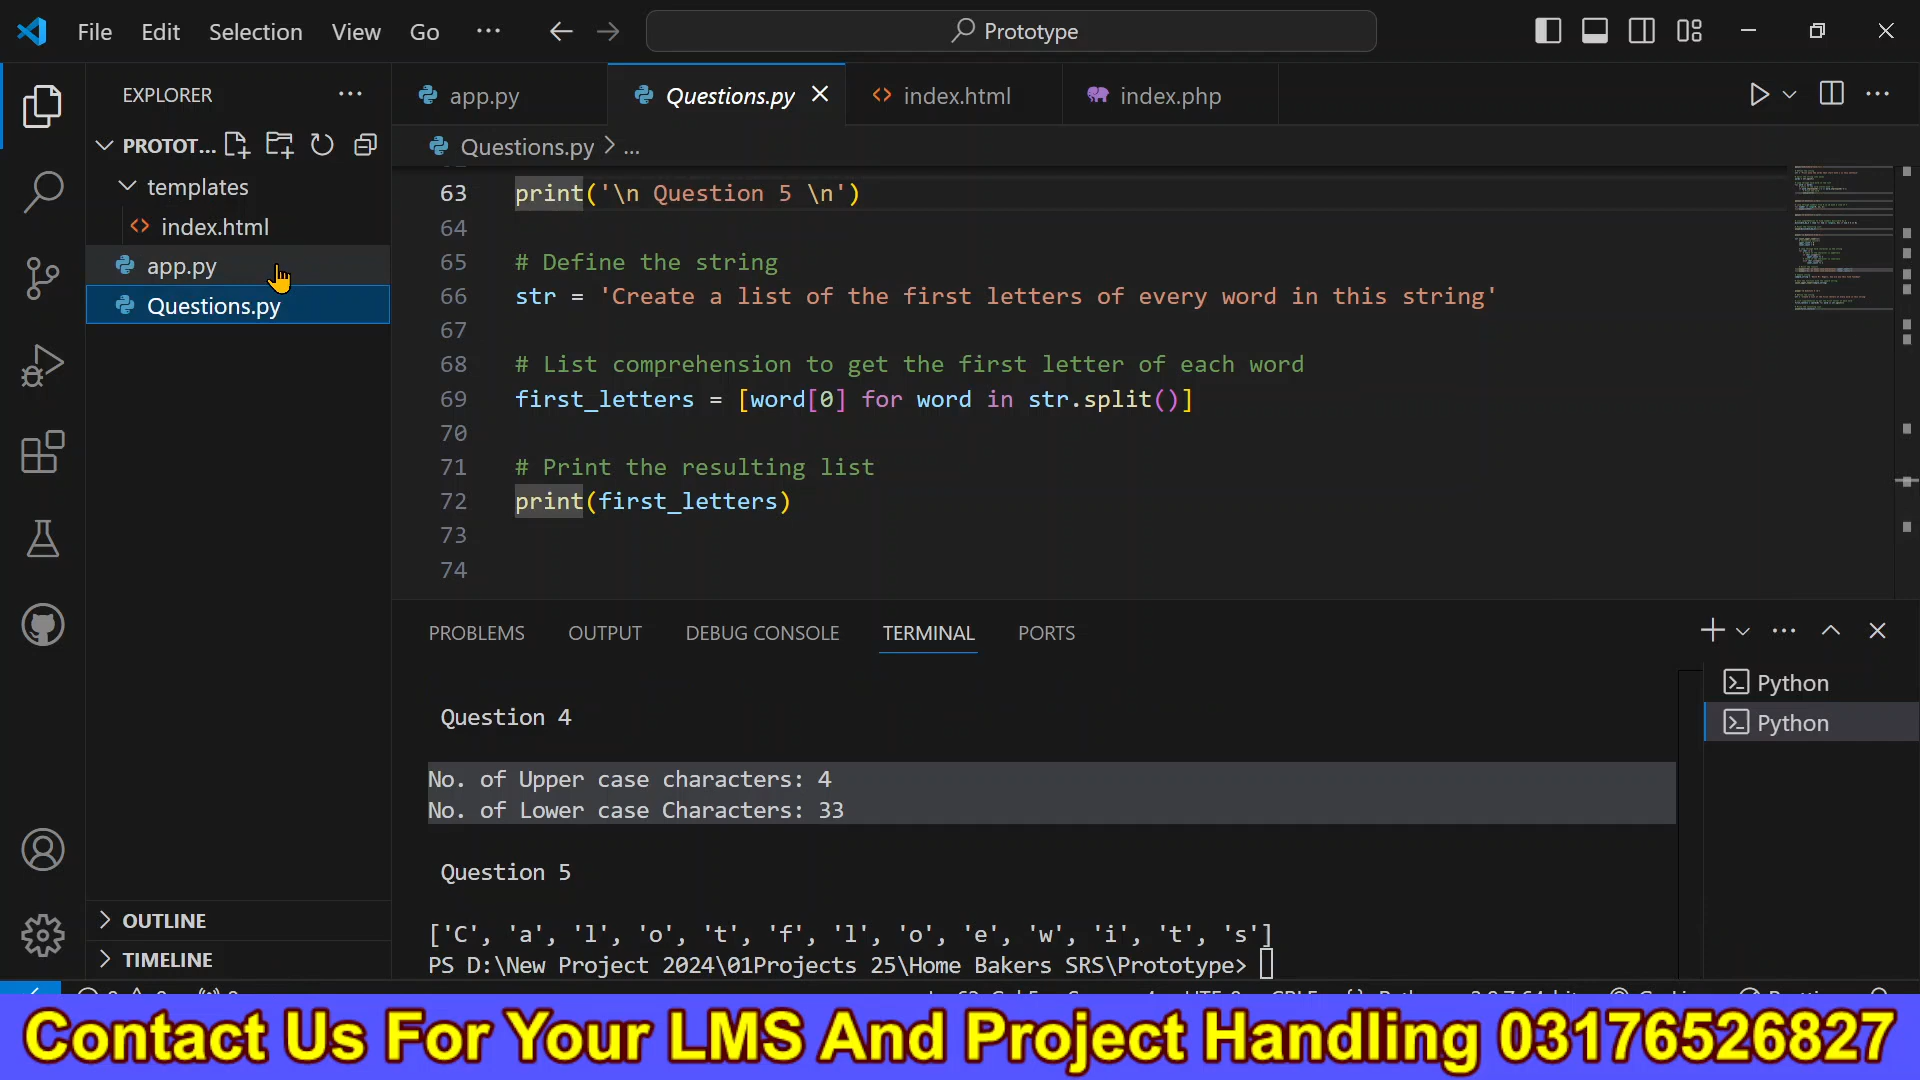 File Edit Selection View Go ... Prototype
EXPLORER ...
PROTOT...
templates
index.html
app.py
Questions.py
OUTLINE
TIMELINE
app.py Questions.py index.html index.php
Questions.py > ...
63 print('\n Question 5 \n')
64
65 # Define the string
66 str = 'Create a list of the first letters of every word in this string'
67
68 # List comprehension to get the first letter of each word
69 first_letters = [word[0] for word in str.split()]
70
71 # Print the resulting list
72 print(first_letters)
73
74
PROBLEMS OUTPUT DEBUG CONSOLE TERMINAL PORTS
Question 4
No. of Upper case characters: 4
No. of Lower case Characters: 33
Question 5
['C', 'a', 'l', 'o', 't', 'f', 'l', 'o', 'e', 'w', 'i', 't', 's']
PS D:\New Project 2024\01Projects 25\Home Bakers SRS\Prototype>
Python
Python
Contact Us For Your LMS And Project Handling 03176526827